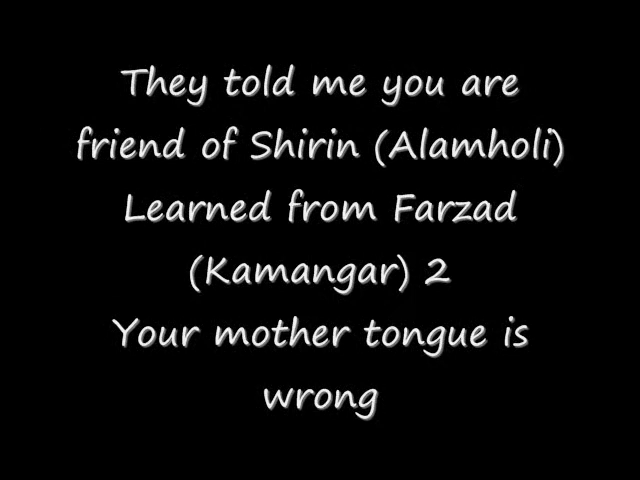 They told me you are
friend of Shirin (Alamholi)
Learned from Farzad
(Kamangar) 2
Your mother tongue is
wrong